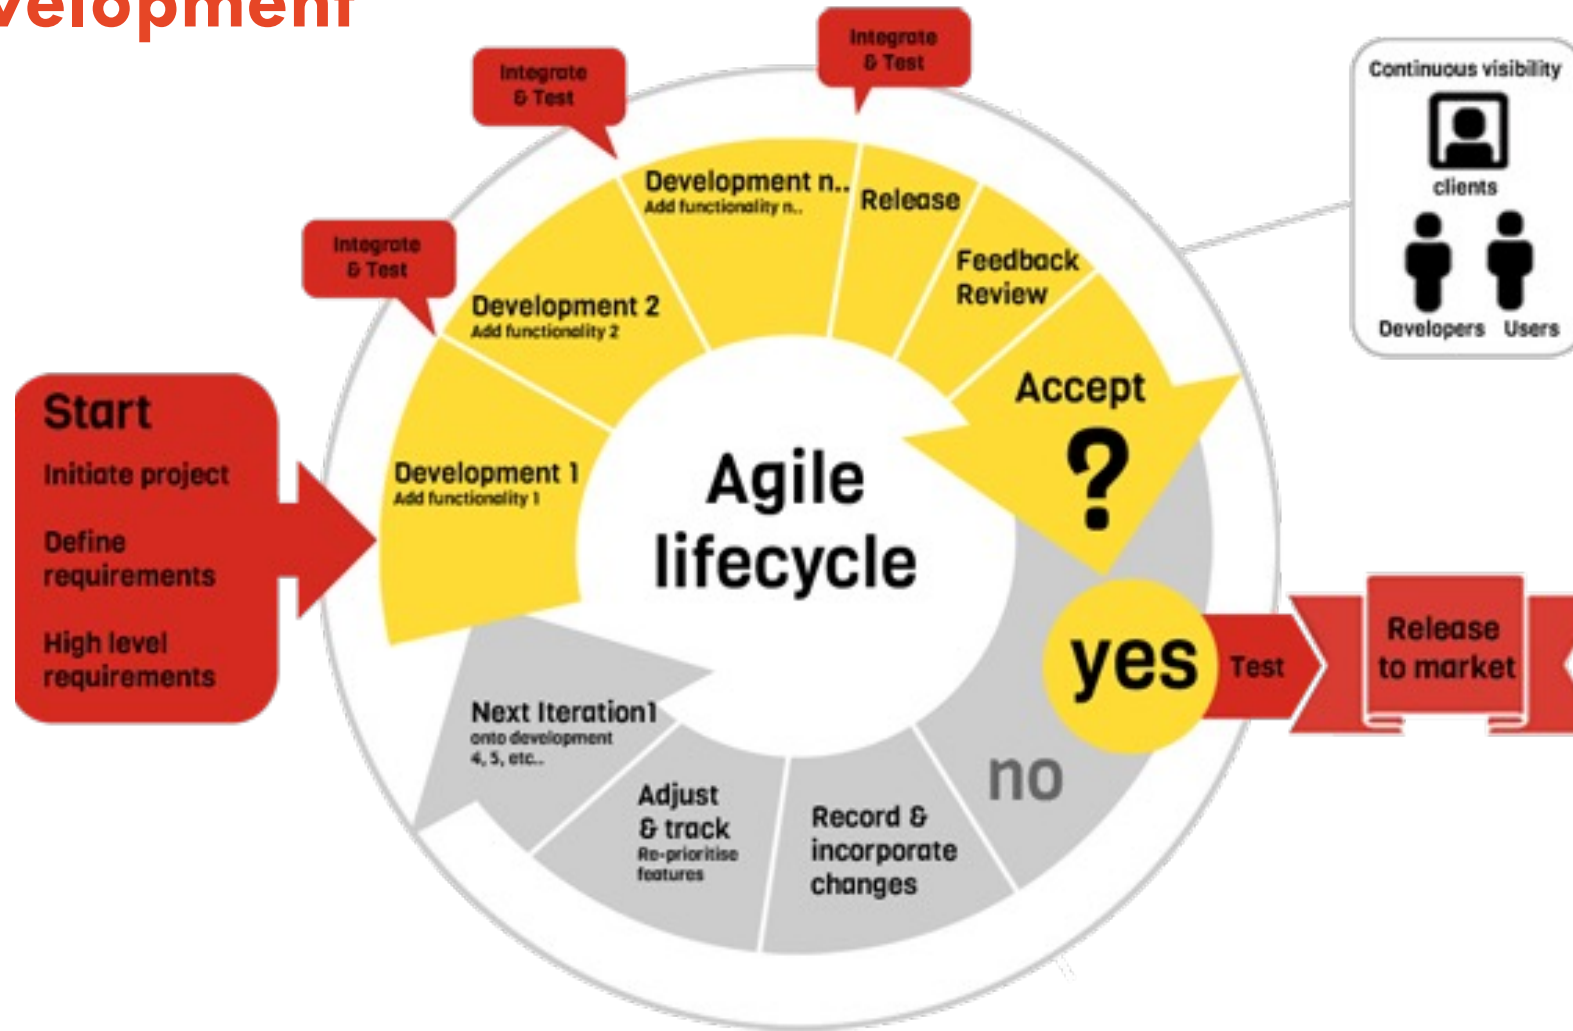 velopment
Integrate
& Test
Integrate
& Test
Integrate
& Test
Continuous visibility
clients
Developers Users
Start
Initiate project
Define
requirements
High level
requirements
Development 1
Add functionality 1
Development 2
Add functionality 2
Development n..
Add functionality n..
Release
Feedback
Review
Accept
?
Agile
lifecycle
yes
Test
Release
to market
no
Record &
incorporate
changes
Adjust
& track
Re-prioritise
features
Next Iteration1
onto development
4, 5, etc..